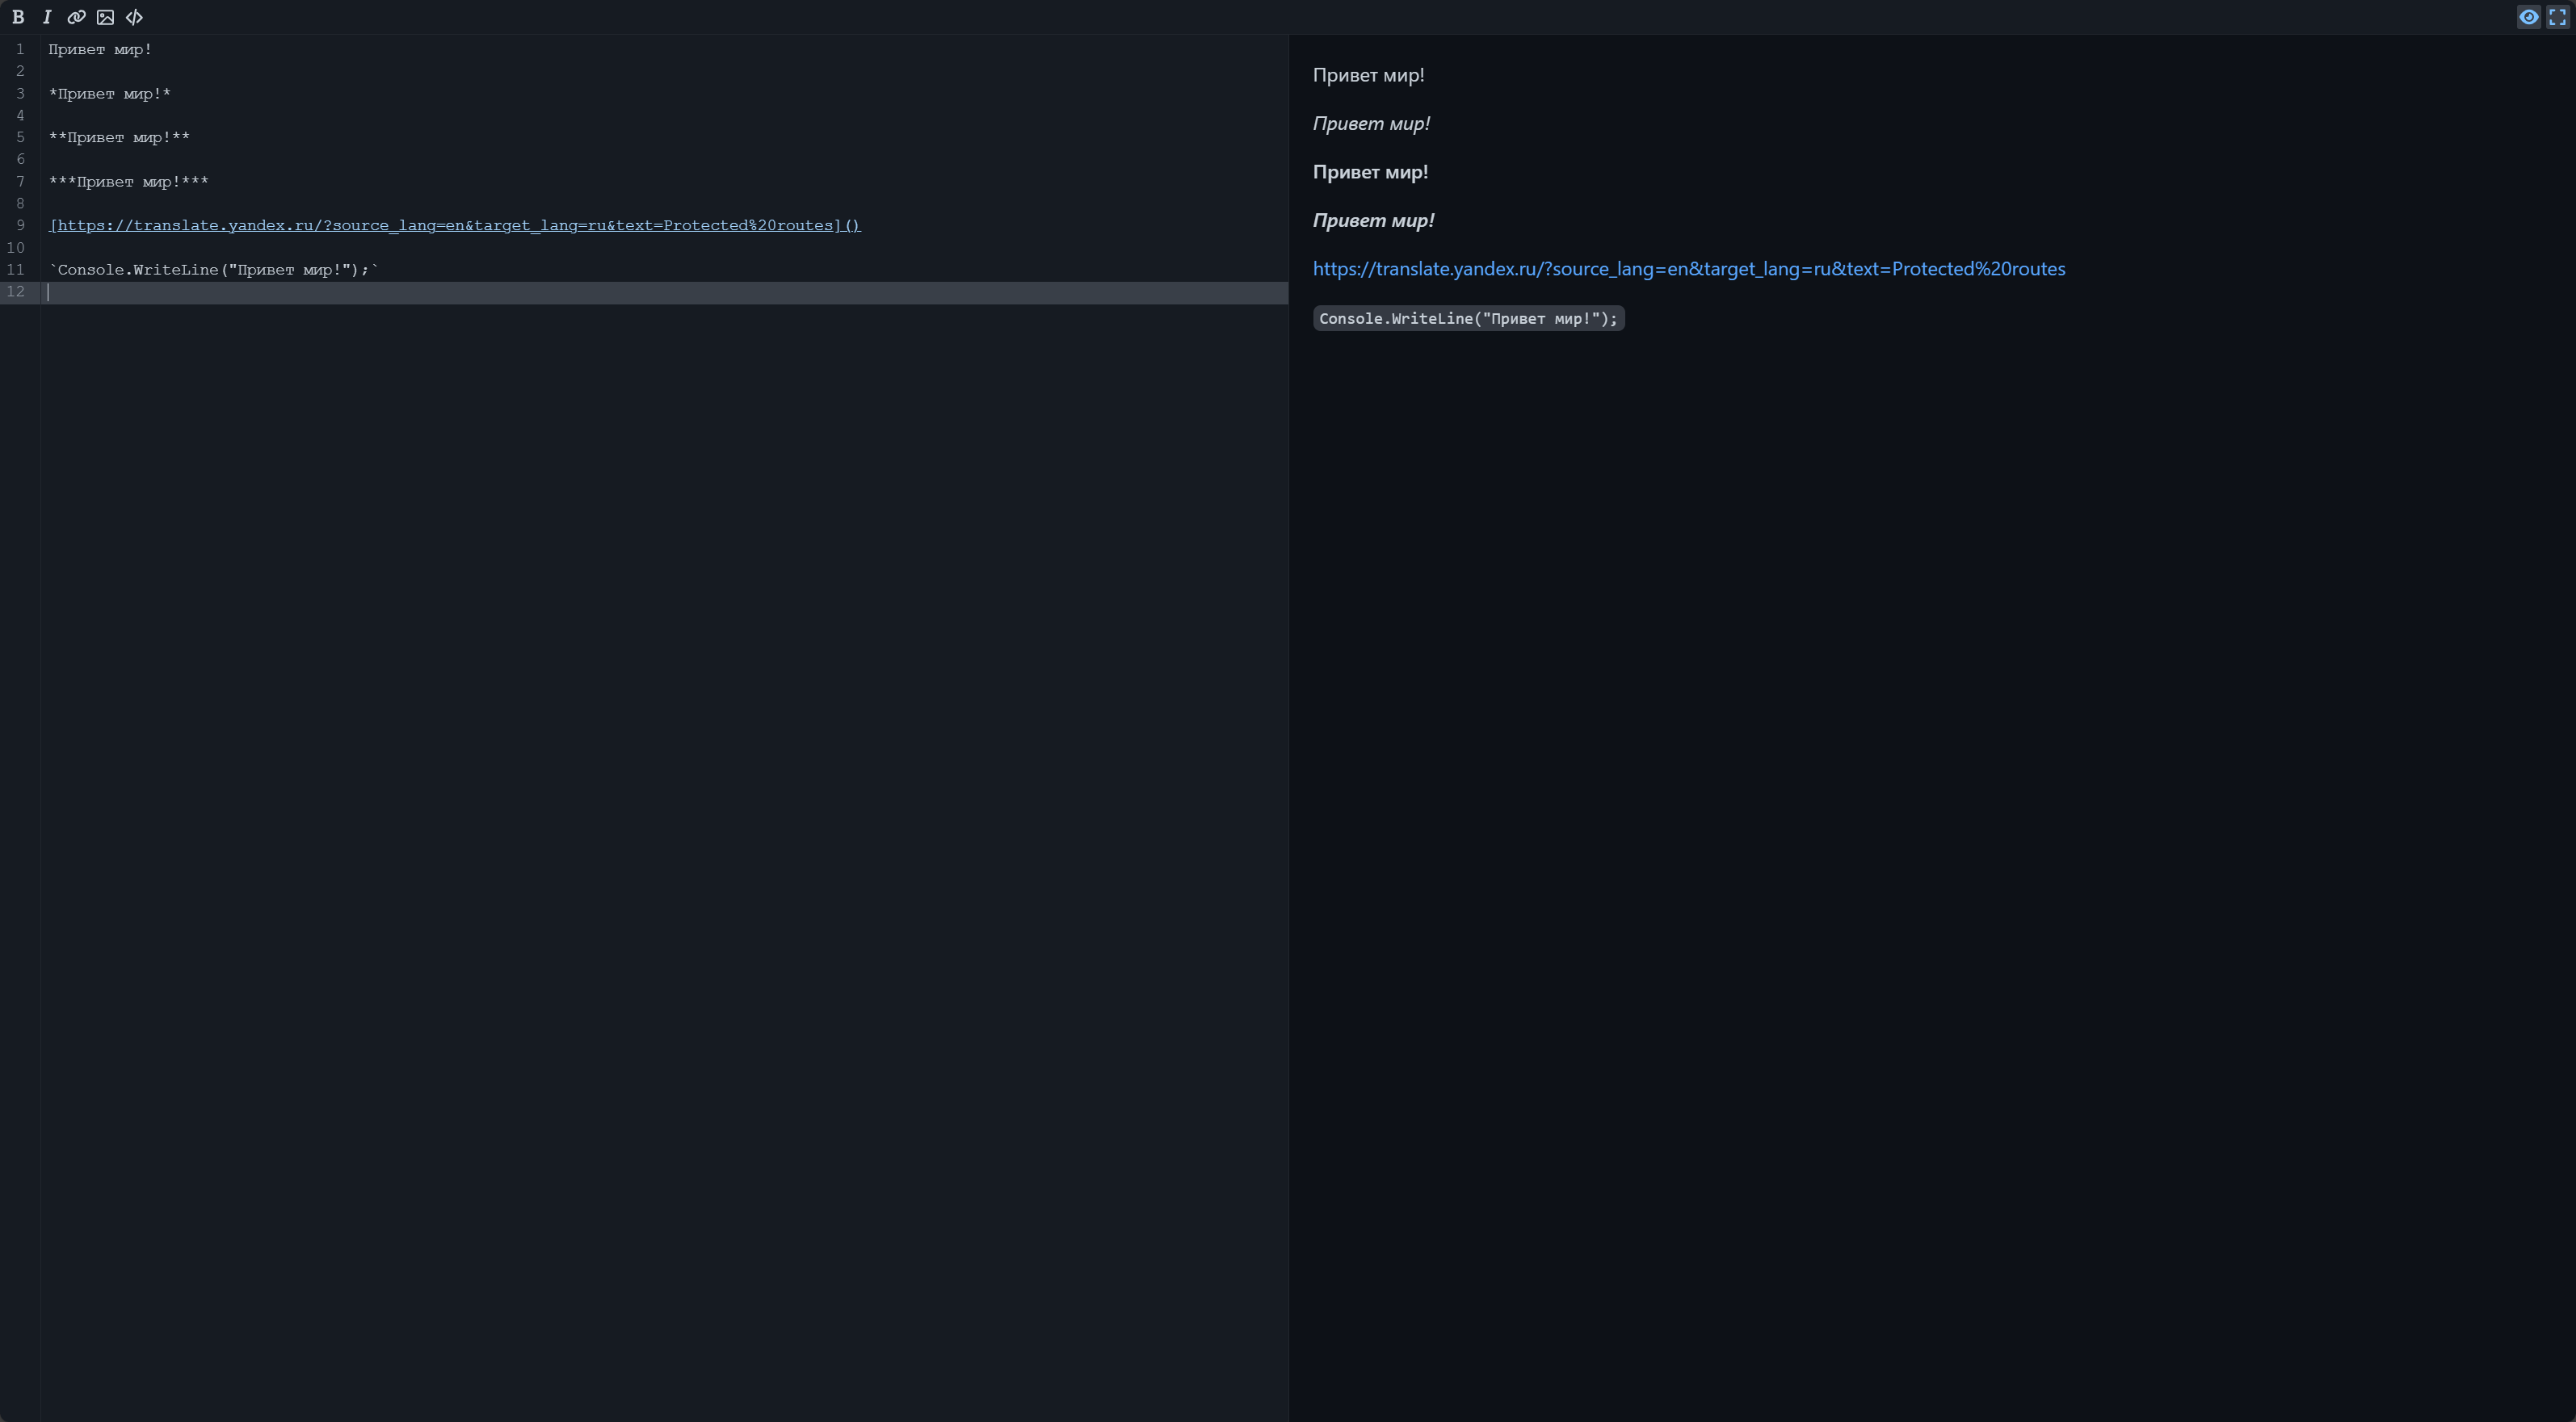 1 Привет мир!
2
3 *Привет мир!*
4
5 **Привет мир!**
6
7 ***Привет мир!***
8
9 [https://translate.yandex.ru/?source_lang=en&target_lang=ru&text=Protected%20routes]()
10
11 `Console.WriteLine("Привет мир!");`
12
Привет мир!
Привет мир!
Привет мир!
Привет мир!
https://translate.yandex.ru/?source_lang=en&target_lang=ru&text=Protected%20routes
Console.WriteLine("Привет мир!");